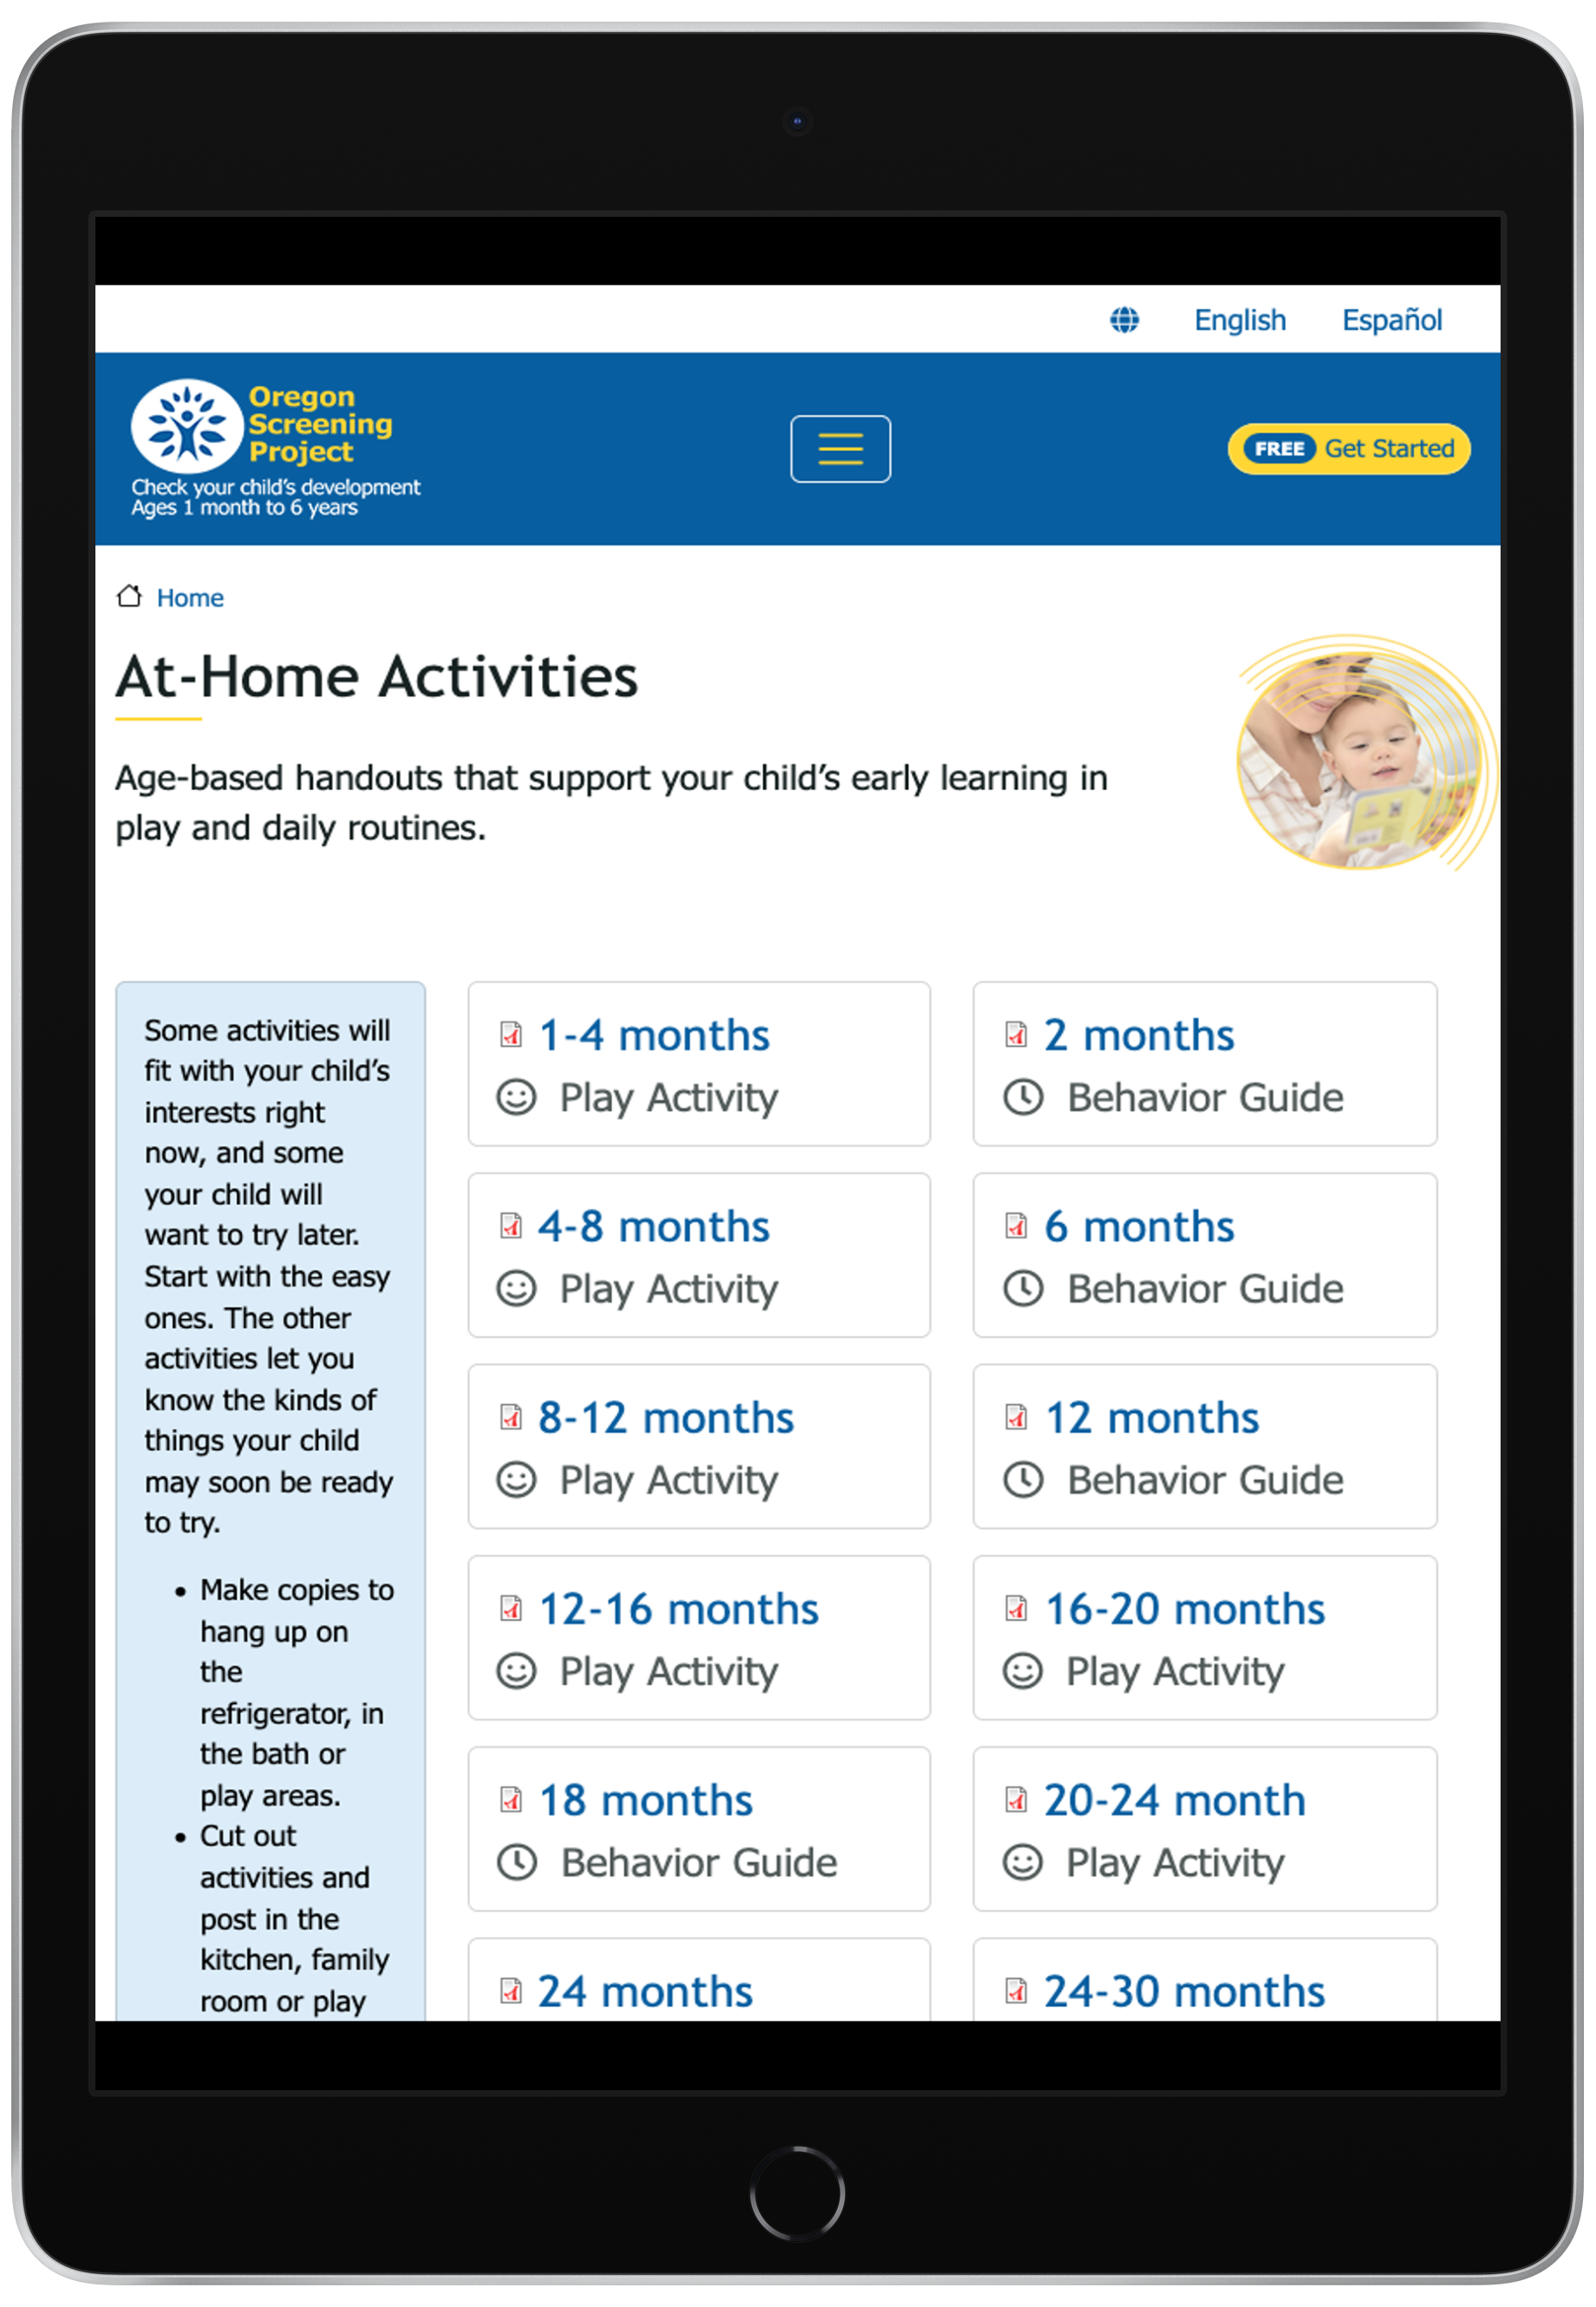 English Español
Oregon
Screening
Project
Check your child's development
Ages 1 month to 6 years
FREE Get Started
Home
At-Home Activities
Age-based handouts that support your child's early learning in
play and daily routines.
Some activities will
fit with your child's
interests right
now, and some
your child will
want to try later.
Start with the easy
ones. The other
activities let you
know the kinds of
things your child
may soon be ready
to try.
• Make copies to
hang up on
the
refrigerator, in
the bath or
play areas.
• Cut out
activities and
post in the
kitchen, family
room or play
1-4 months
Play Activity
2 months
Behavior Guide
4-8 months
Play Activity
6 months
Behavior Guide
8-12 months
Play Activity
12 months
Behavior Guide
12-16 months
Play Activity
16-20 months
Play Activity
18 months
Behavior Guide
20-24 month
Play Activity
24 months
24-30 months